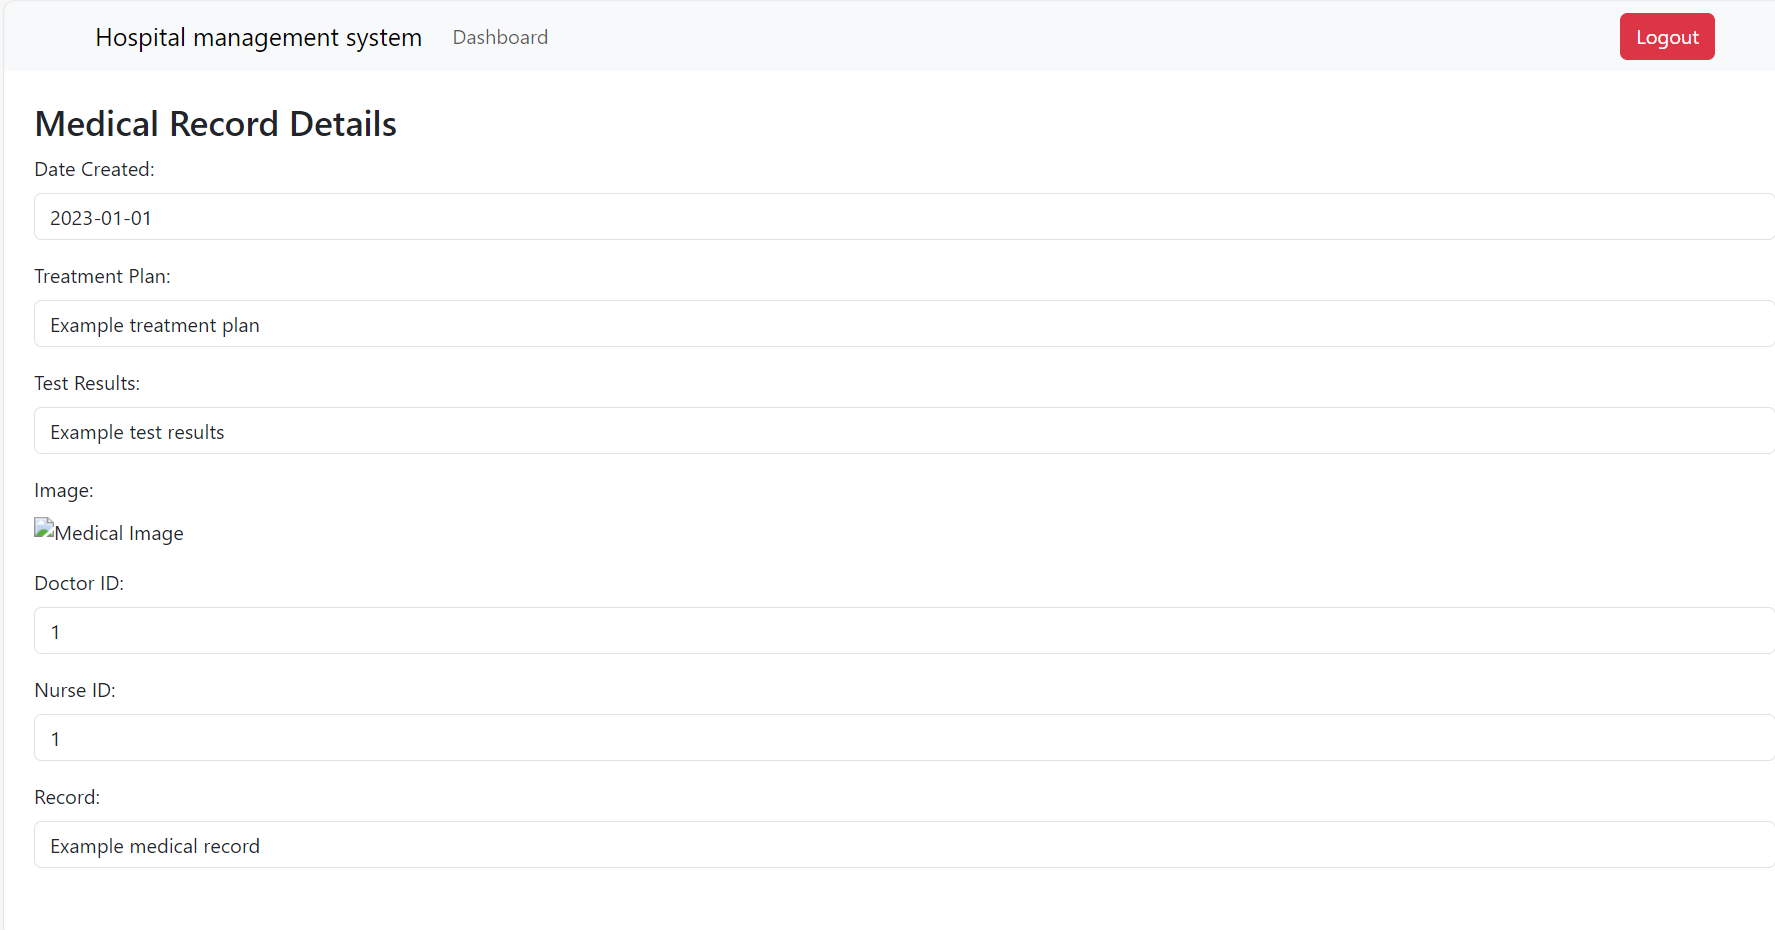 Hospital management system Dashboard Logout
Medical Record Details
Date Created:
2023-01-01
Treatment Plan:
Example treatment plan
Test Results:
Example test results
Image:
Medical Image
Doctor ID:
1
Nurse ID:
1
Record:
Example medical record